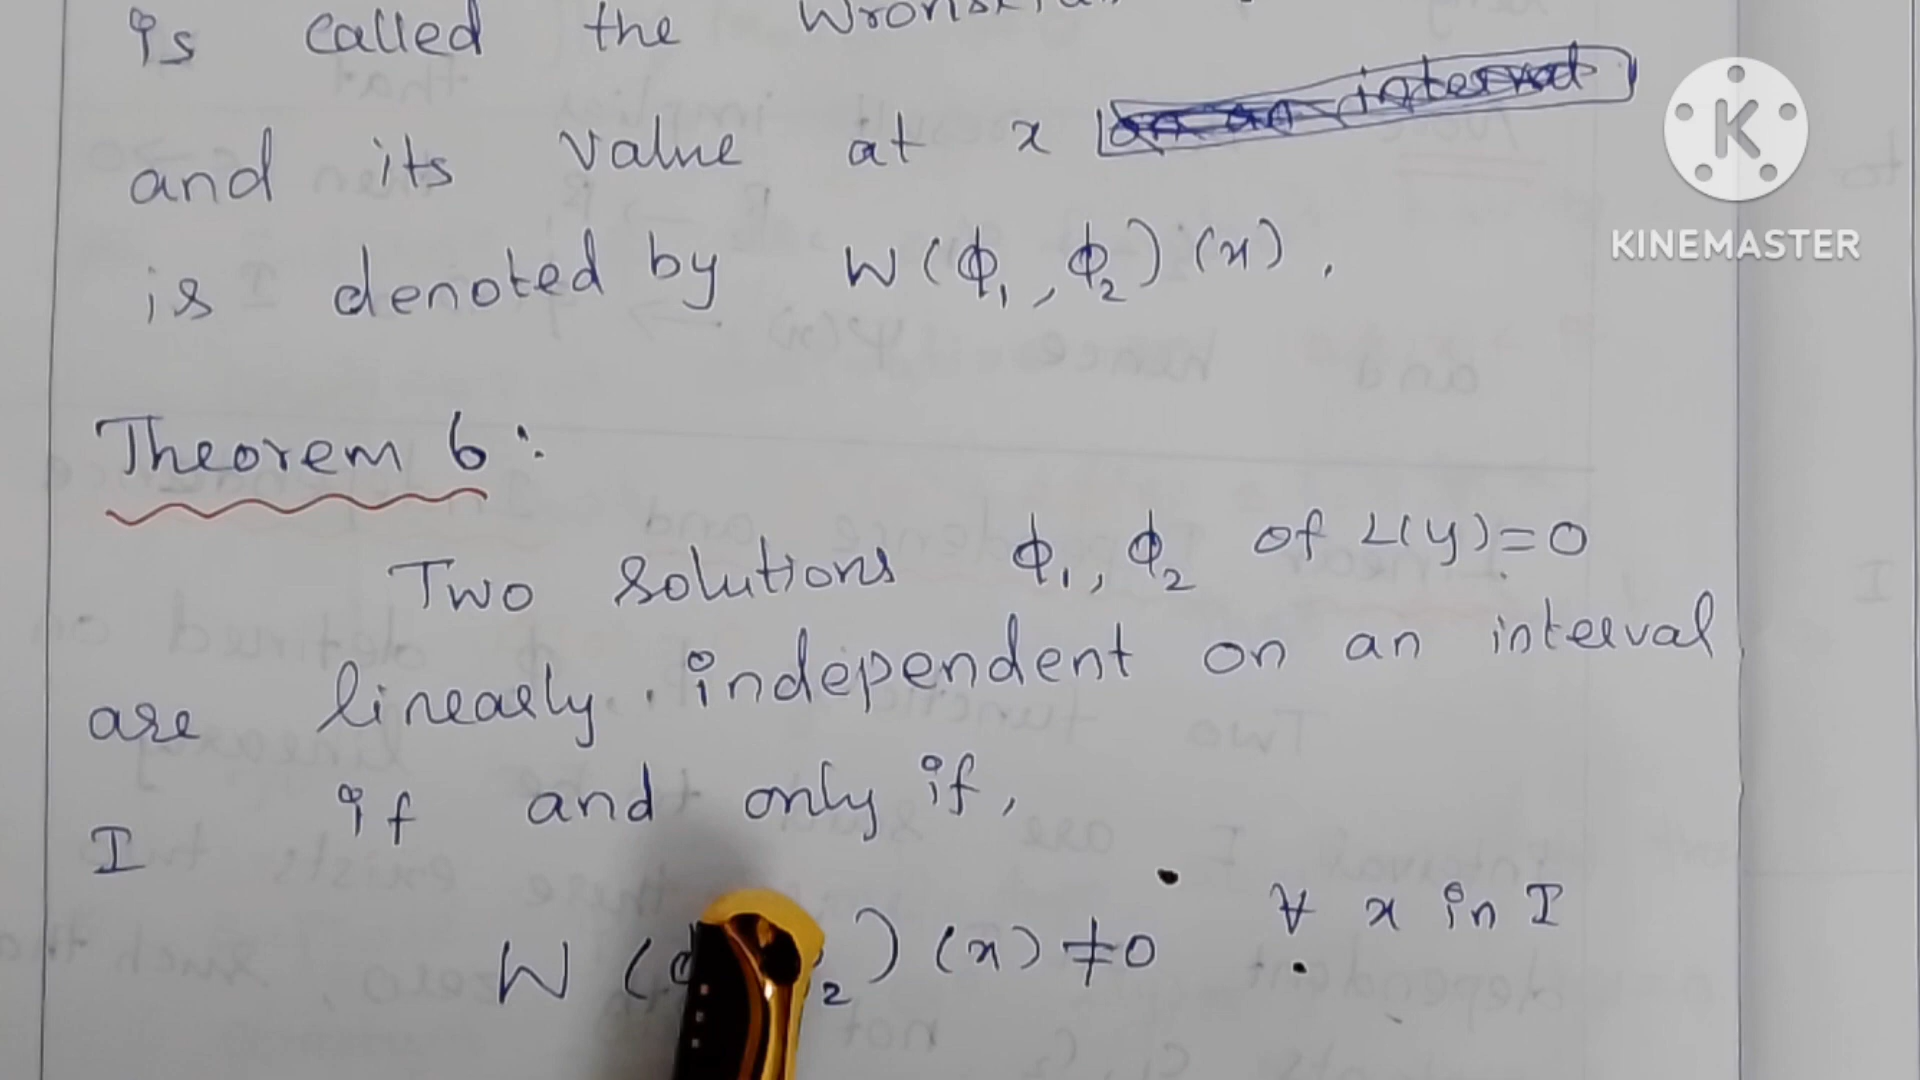 is called the Wronskian
and its value at x
is denoted by W(ϕ₁, ϕ₂)(x).
Theorem 6:
Two solutions ϕ₁, ϕ₂ of L(y)=0
are linearly independent on an interval
I if and only if,
W (ϕ ₂)(x) ≠ 0 ∀ x in I
K
KINEMASTER